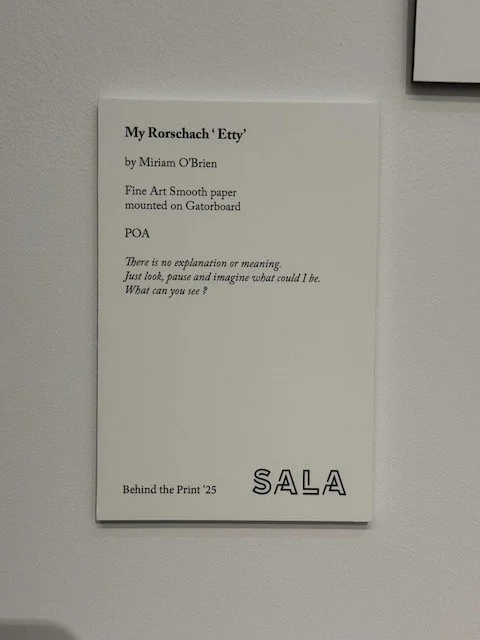 My Rorschach ‘ Etty’
by Miriam O'Brien
Fine Art Smooth paper
mounted on Gatorboard
POA
There is no explanation or meaning.
Just look, pause and imagine what could I be.
What can you see ?
Behind the Print ‘25
SALA